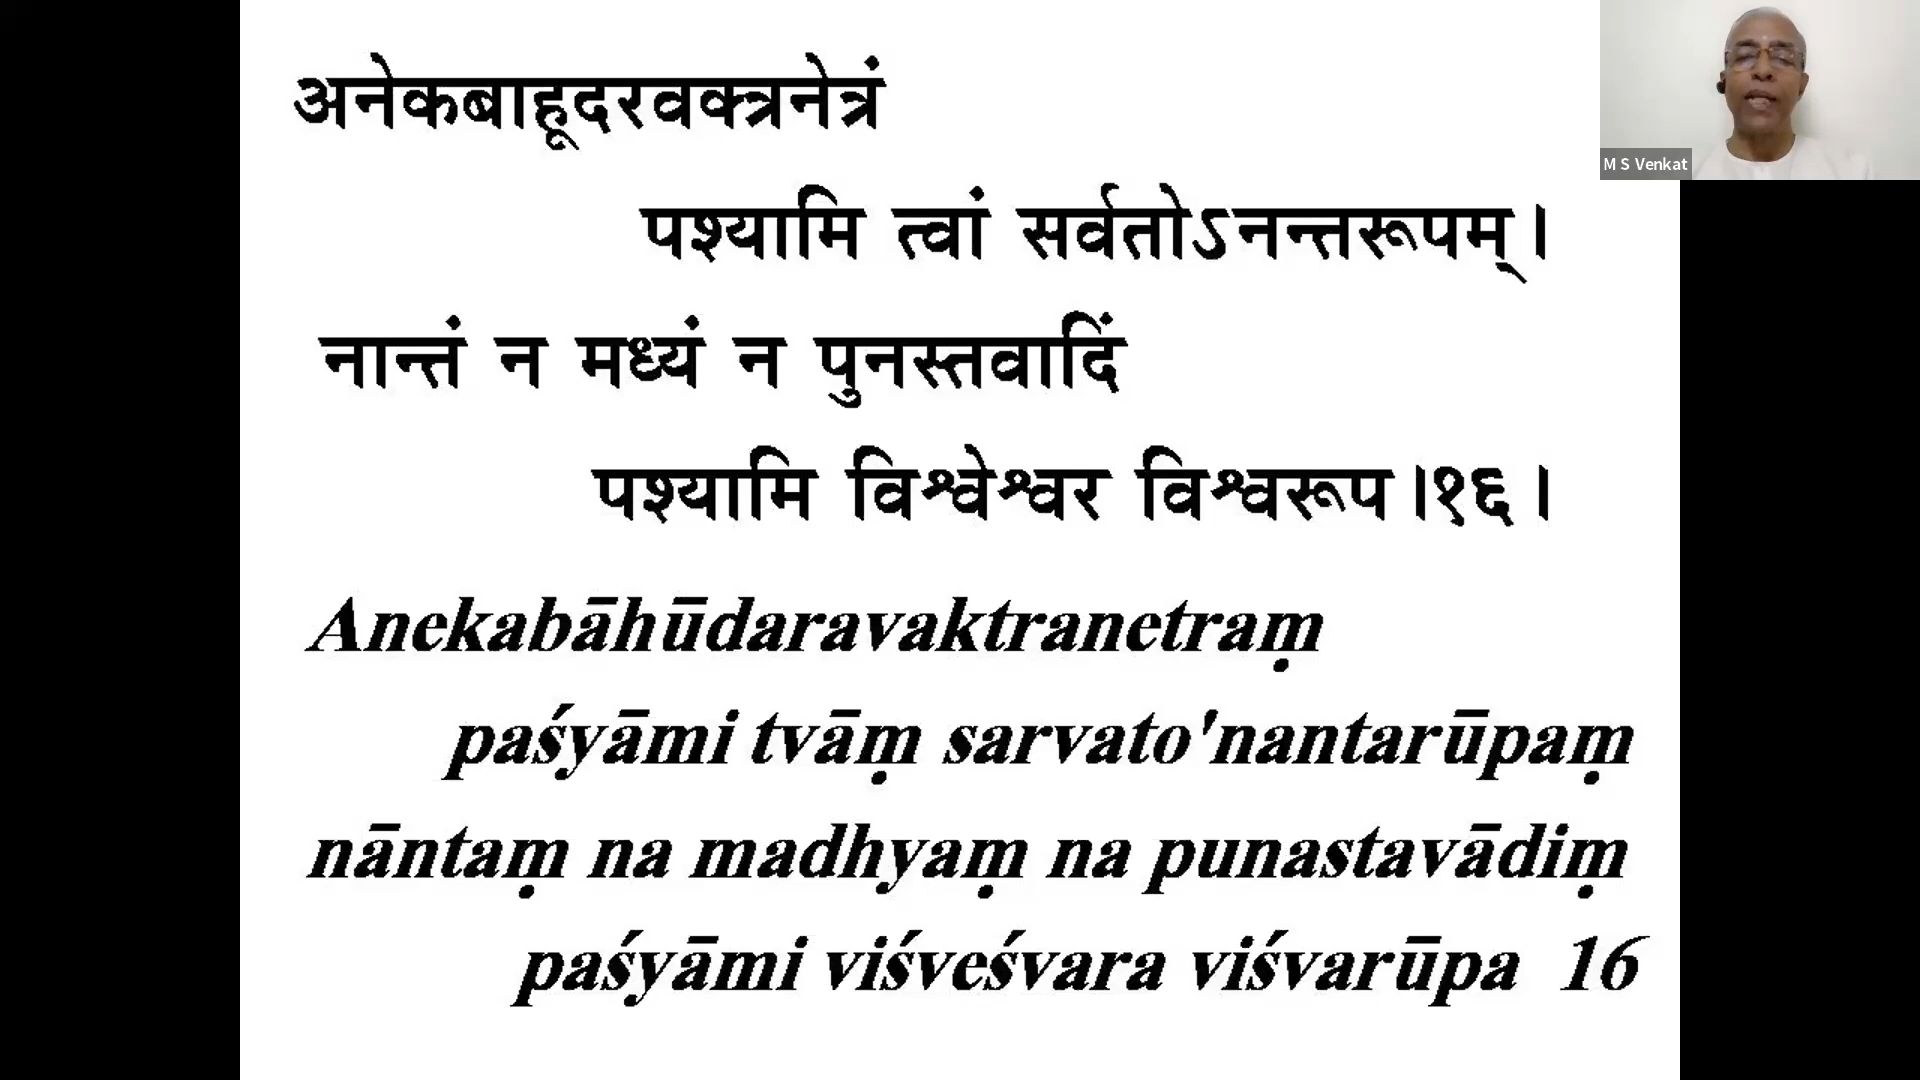 अनेकबाहूदरवक्त्रनेत्रं
पश्यामि त्वां सर्वतोऽनन्तरूपम्।
नान्तं न मध्यं न पुनस्तवादिं
पश्यामि विश्वेश्वर विश्वरूप।१६।
Anekabāhūdaravaktranetraṃ
paśyāmi tvāṃ sarvato'nantarūpaṃ
nāntaṃ na madhyaṃ na punastavādiṃ
paśyāmi viśveśvara viśvarūpa 16
M S Venkat